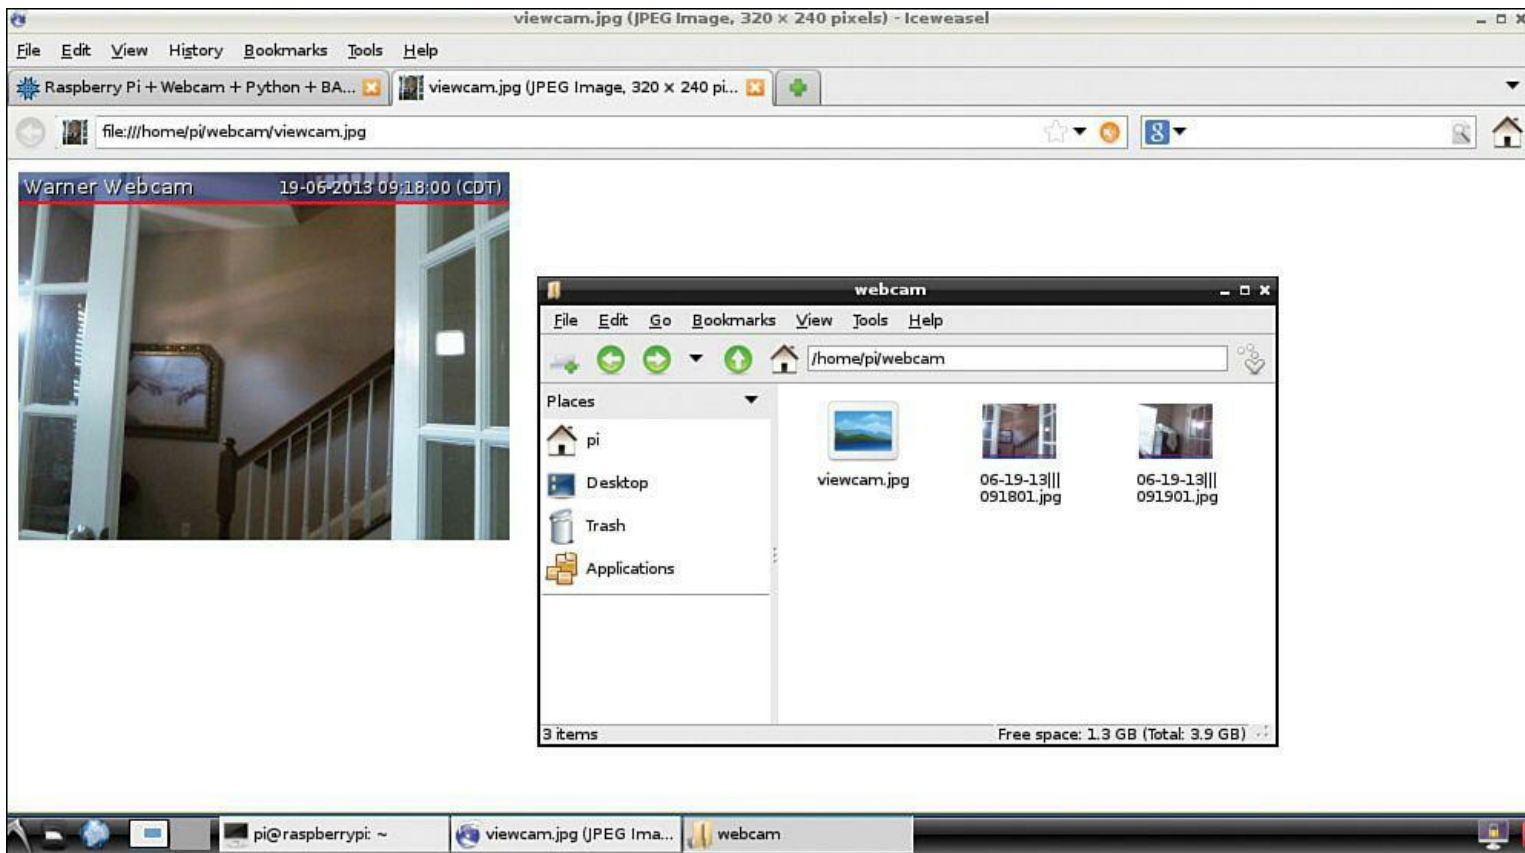 viewcam.jpg (JPEG Image, 320 × 240 pixels) - Iceweasel
File Edit View History Bookmarks Tools Help
Raspberry Pi + Webcam + Python + BA... viewcam.jpg (JPEG Image, 320 × 240 pi...
file:///home/pi/webcam/viewcam.jpg 8
Warner Webcam 19-06-2013 09:18:00 (CDT)
webcam
File Edit Go Bookmarks View Tools Help
/home/pi/webcam
Places
pi
Desktop
Trash
Applications
viewcam.jpg
06-19-13|||
091801.jpg
06-19-13|||
091901.jpg
3 items Free space: 1.3 GB (Total: 3.9 GB)
pi@raspberrypi: ~ viewcam.jpg (JPEG Ima... webcam